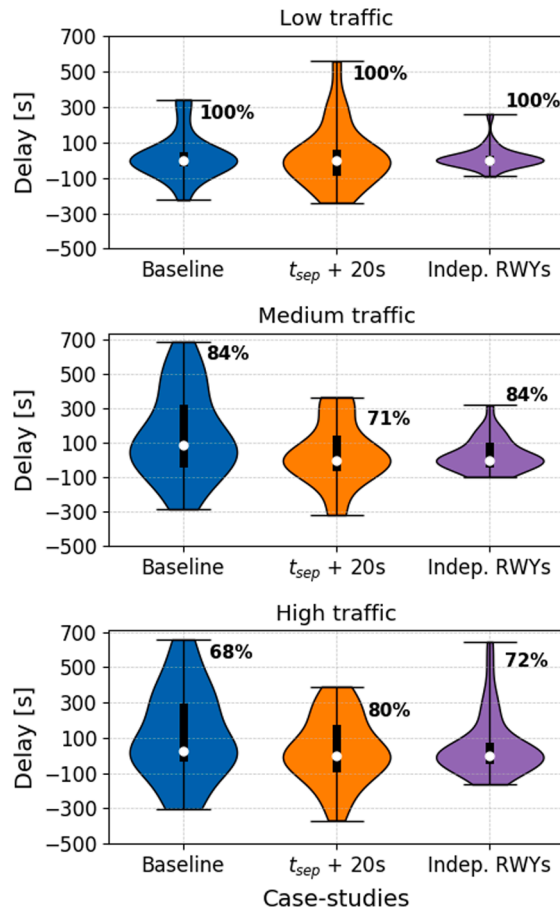 Low traffic
Delay [s]
700
500
300
100
−100
−300
−500
100%
100%
100%
Baseline
t_sep + 20s
Indep. RWYs
Medium traffic
Delay [s]
700
500
300
100
−100
−300
−500
84%
71%
84%
Baseline
t_sep + 20s
Indep. RWYs
High traffic
Delay [s]
700
500
300
100
−100
−300
−500
68%
80%
72%
Baseline
t_sep + 20s
Indep. RWYs
Case-studies